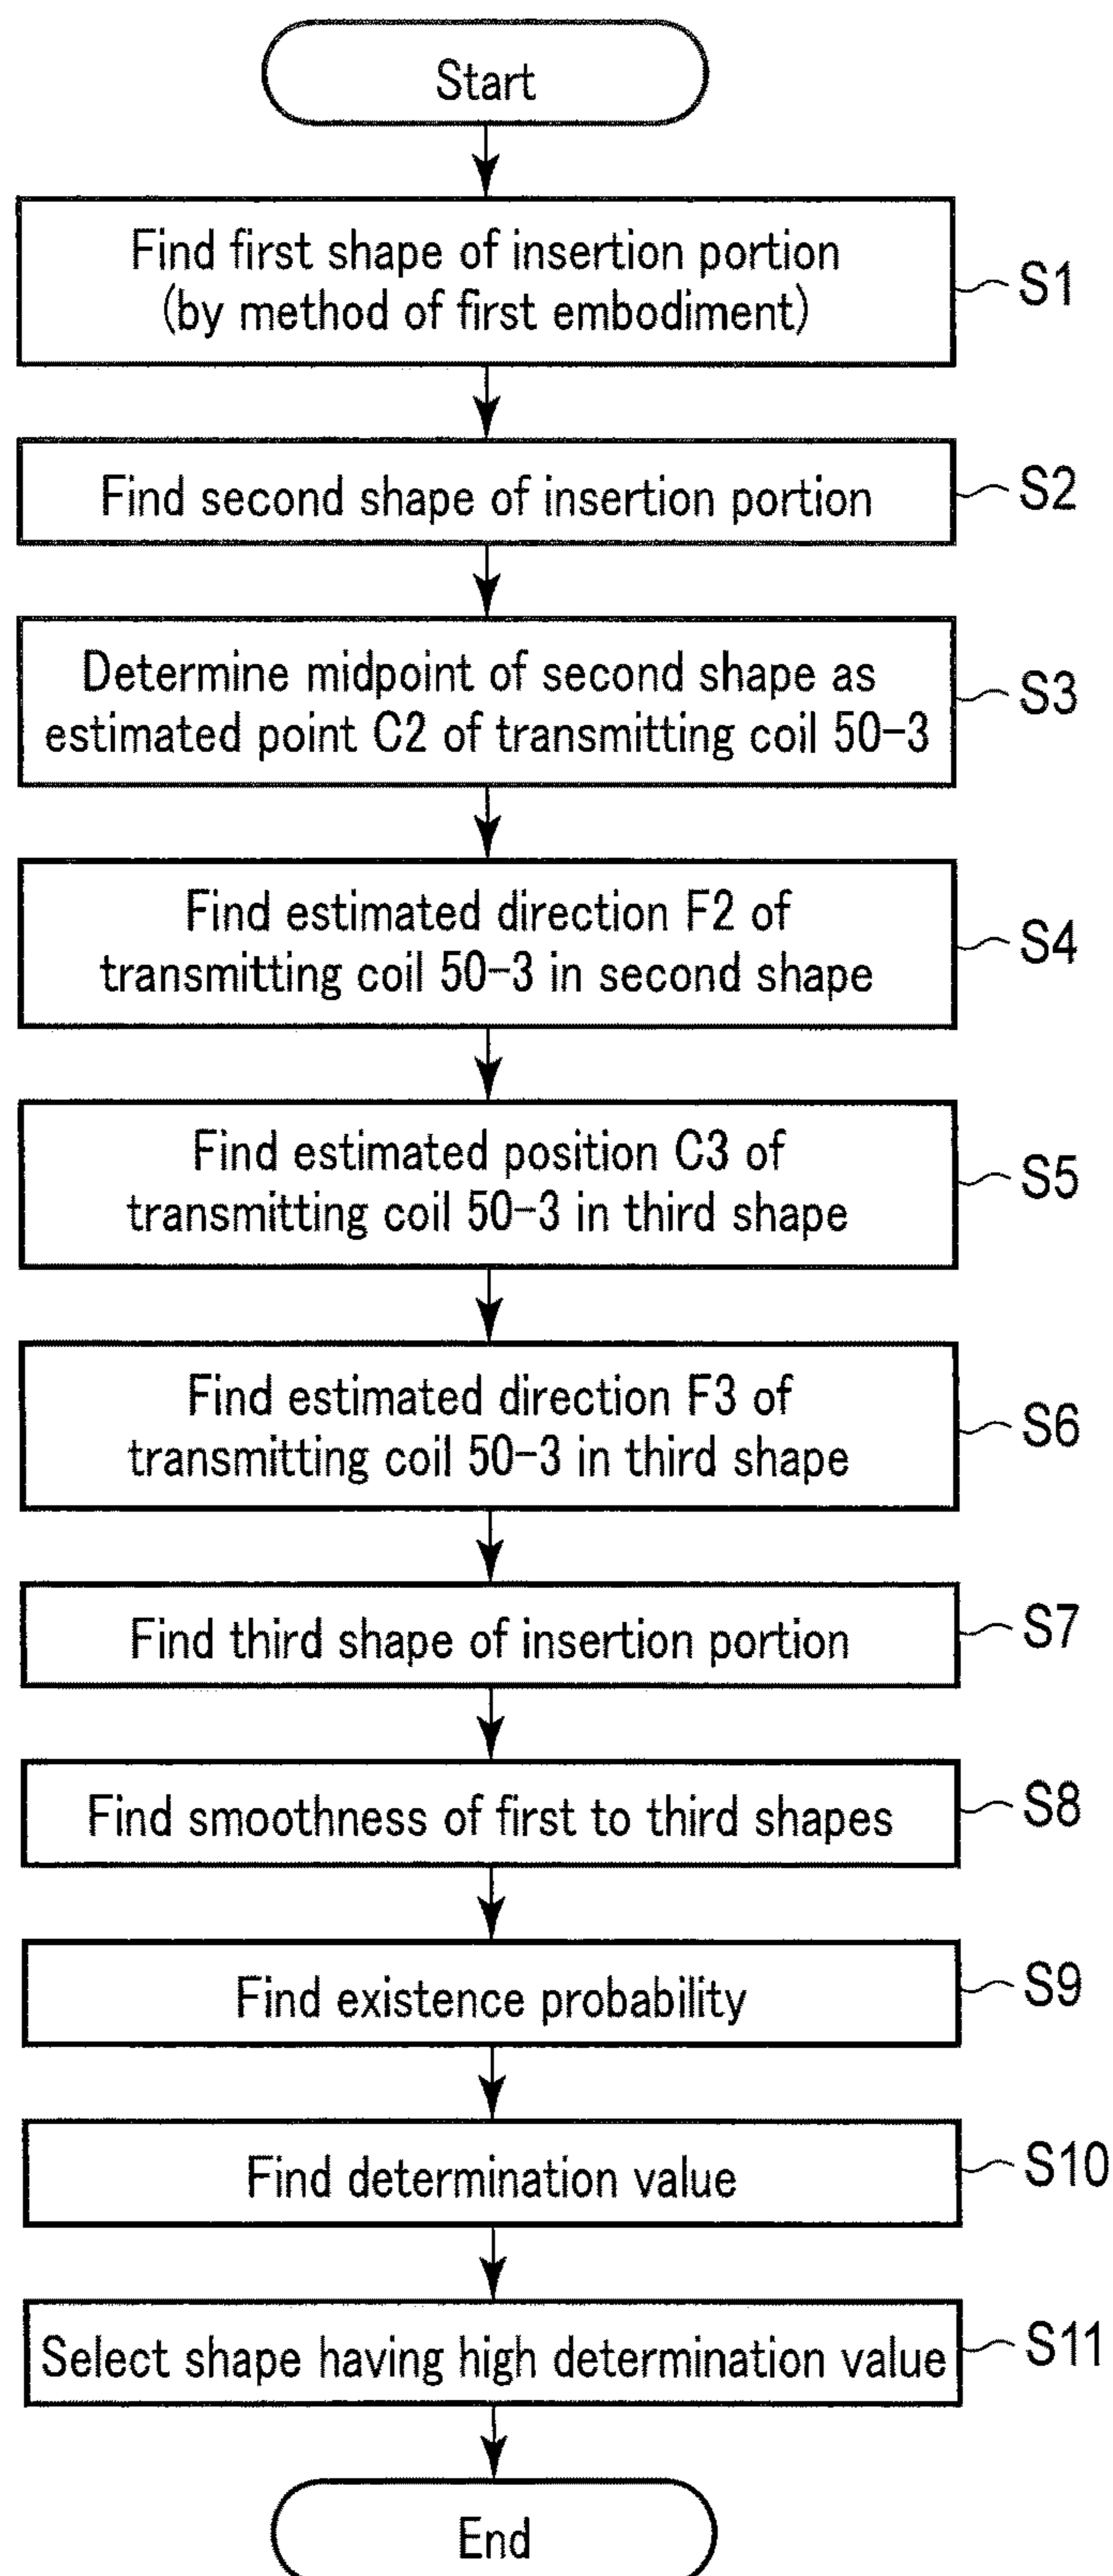 Start
Find first shape of insertion portion
(by method of first embodiment)
S1
Find second shape of insertion portion
S2
Determine midpoint of second shape as
estimated point C2 of transmitting coil 50-3
S3
Find estimated direction F2 of
transmitting coil 50-3 in second shape
S4
Find estimated position C3 of
transmitting coil 50-3 in third shape
S5
Find estimated direction F3 of
transmitting coil 50-3 in third shape
S6
Find third shape of insertion portion
S7
Find smoothness of first to third shapes
S8
Find existence probability
S9
Find determination value
S10
Select shape having high determination value
S11
End